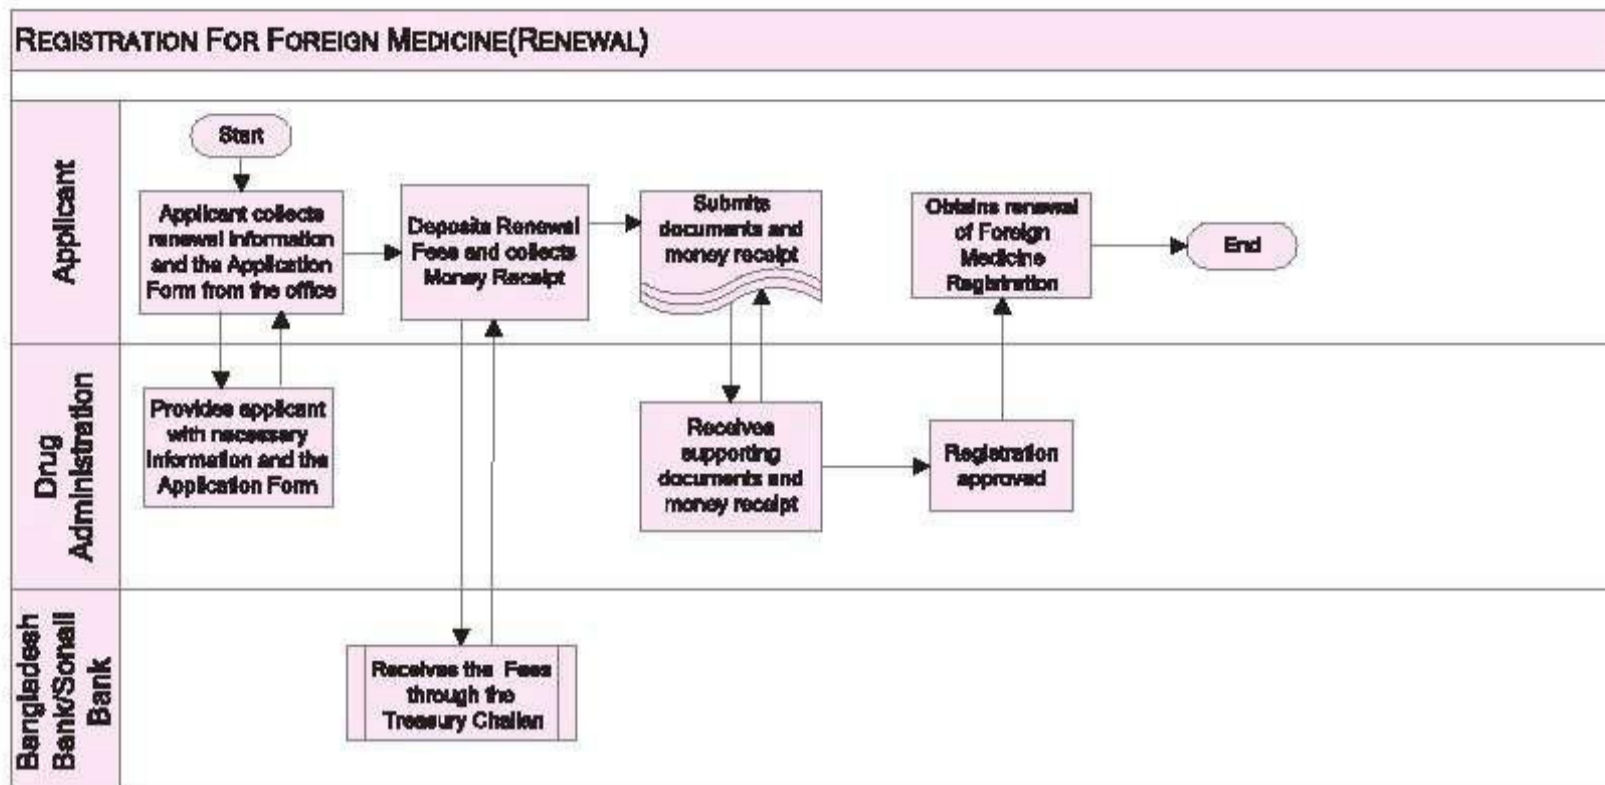 REGISTRATION FOR FOREIGN MEDICINE(RENEWAL)
Applicant
Start
Applicant collects
renewal information
and the Application
Form from the office
Deposits Renewal
Fees and collects
Money Receipt
Submits
documents and
money receipt
Obtains renewal
of Foreign
Medicine
Registration
End
Drug
Administration
Provides applicant
with necessary
Information and the
Application Form
Receives
supporting
documents and
money receipt
Registration
approved
Bangladesh
Bank/Sonali
Bank
Receives the Fees
through the
Treasury Challan